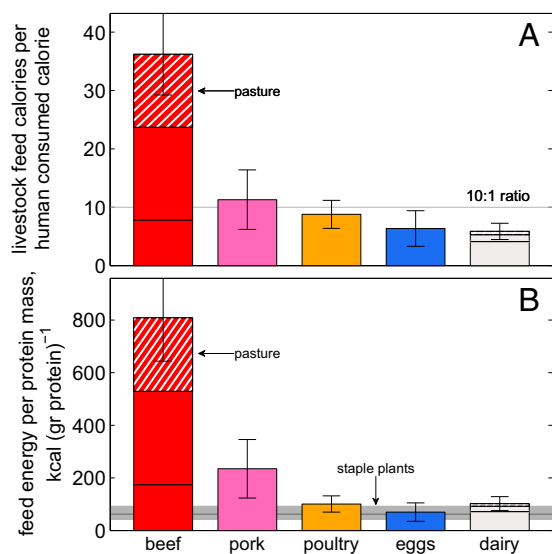 A
livestock feed calories per
human consumed calorie
40
30
20
10
0
pasture
10:1 ratio
B
feed energy per protein mass,
kcal (gr protein)⁻¹
800
600
400
200
0
pasture
staple plants
beef pork poultry eggs dairy